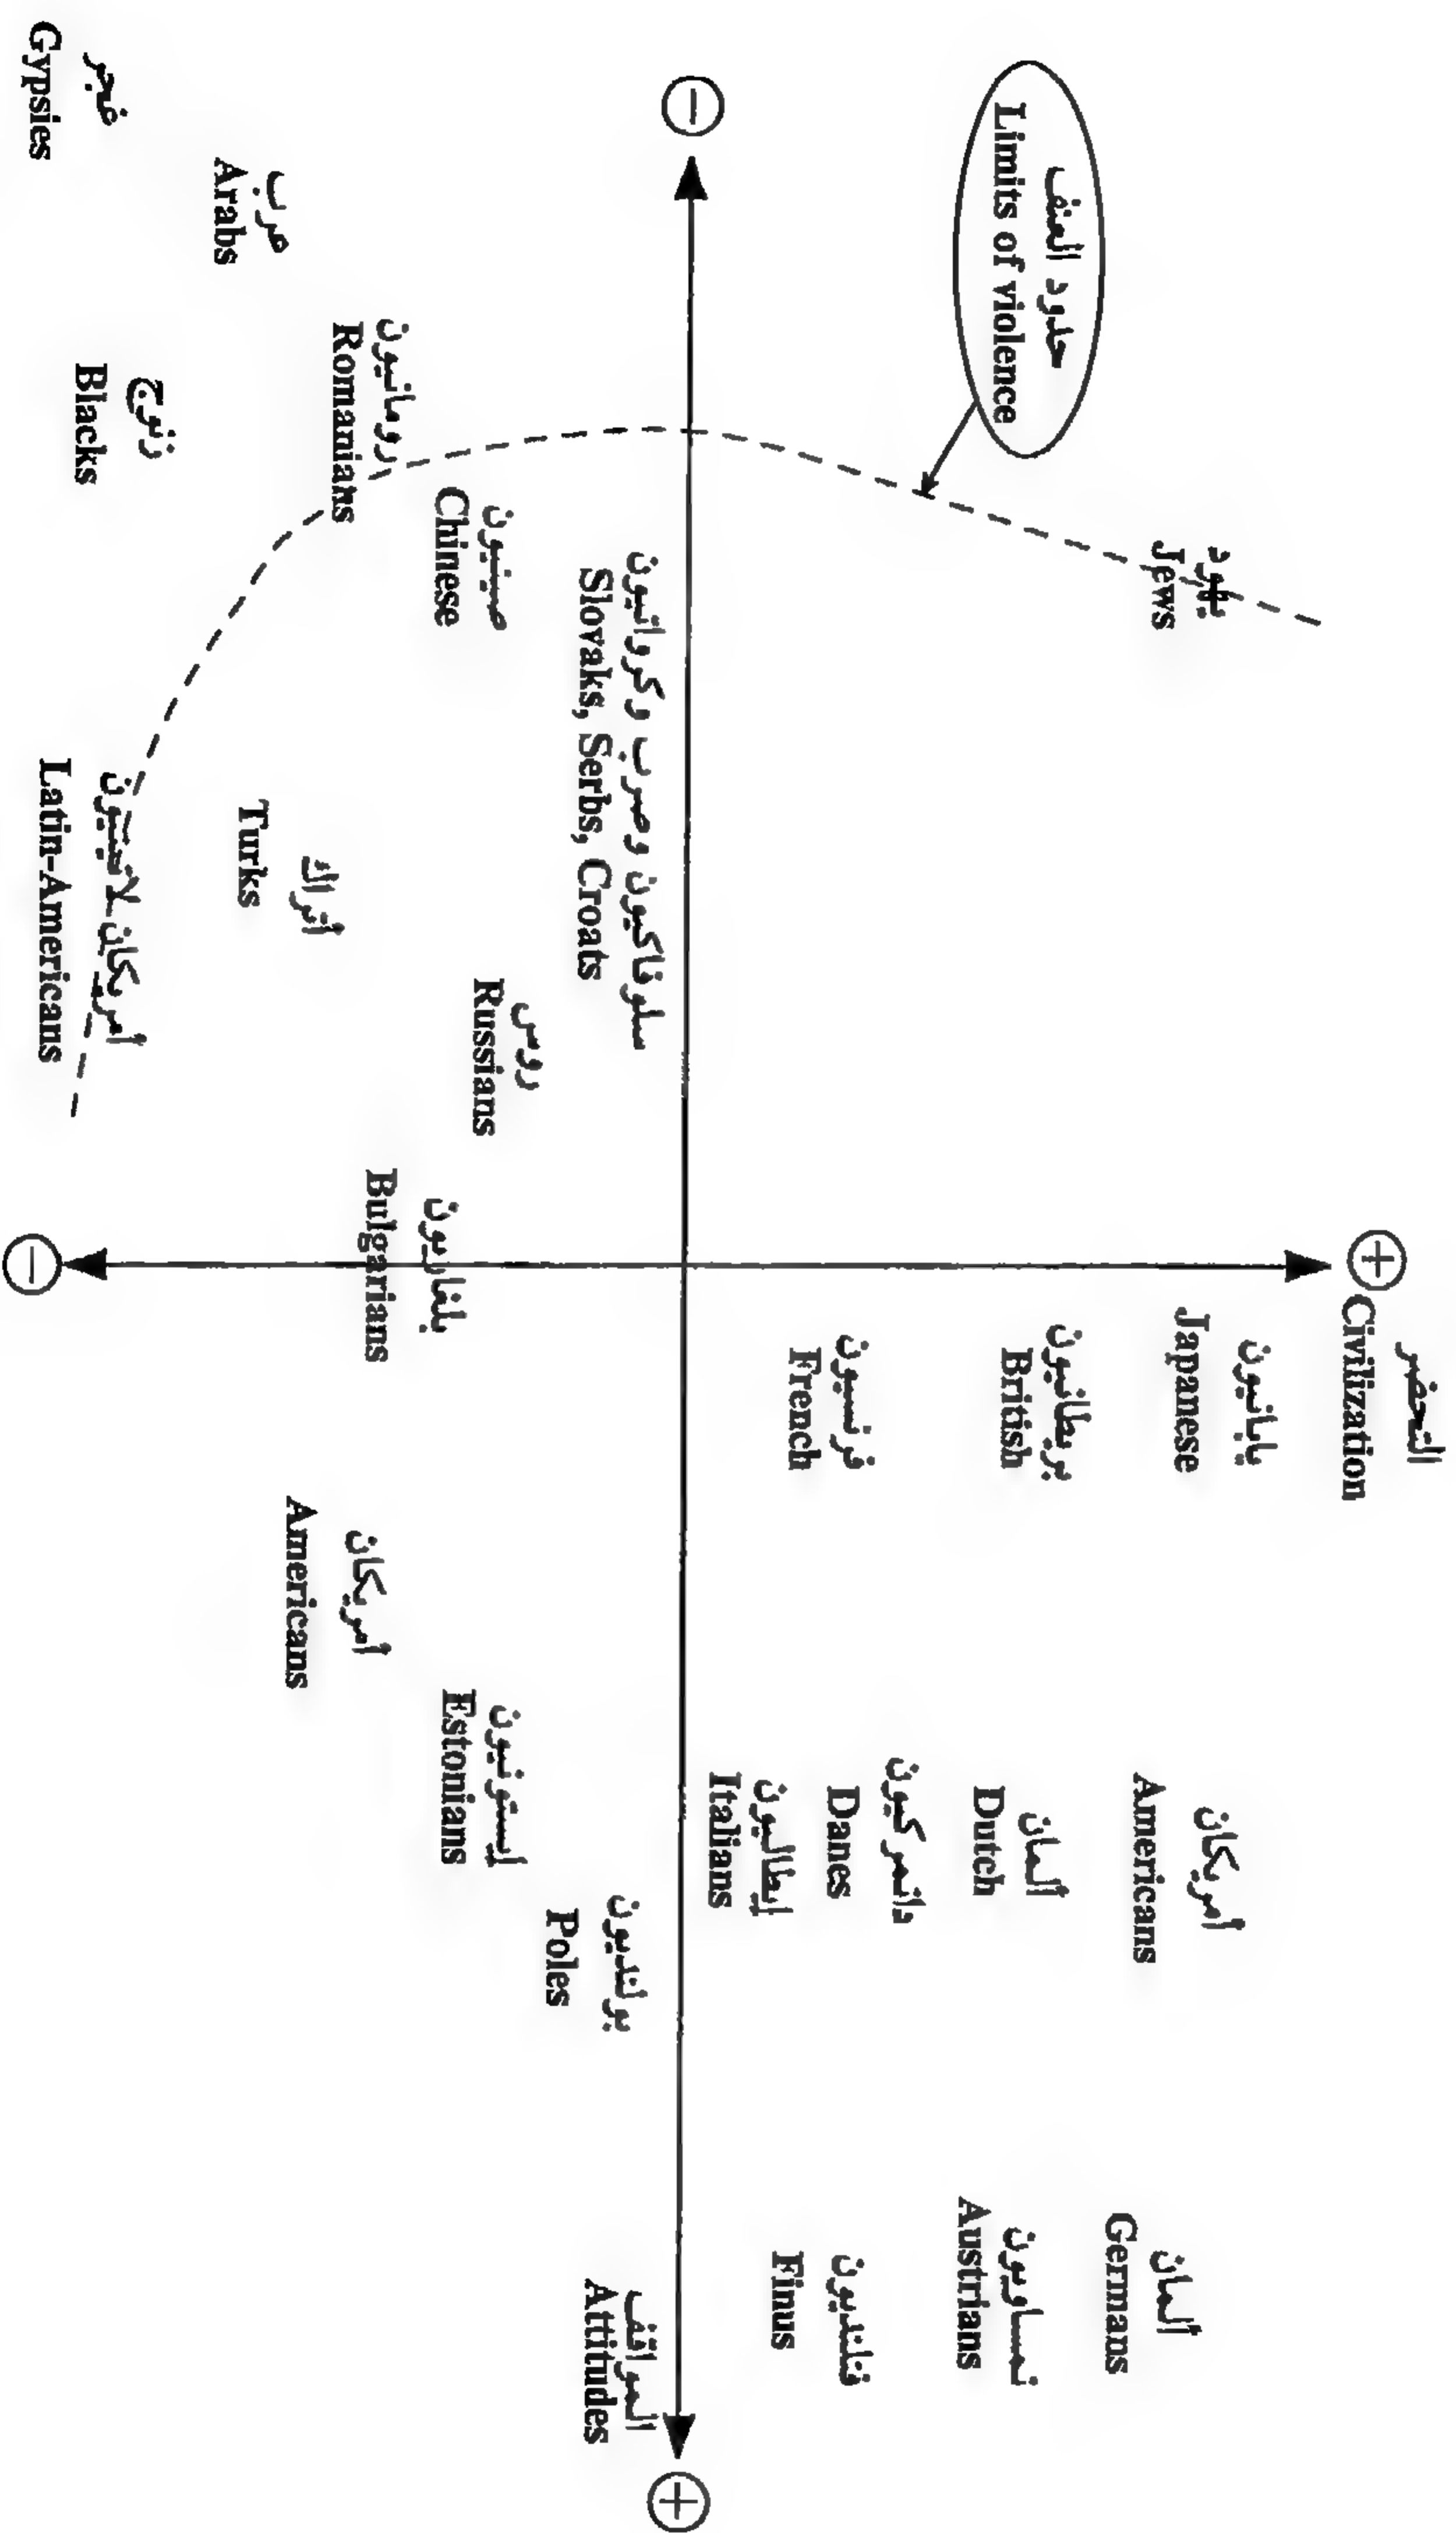 التحضر
+ Civilization
يابانيون
Japanese
يهود
Jews
أمريكان
Americans
ألمان
Germans
حدود العنف
Limits of violence
بريطانيون
British
ألمان
Dutch
نمساويون
Austrians
دانمركيون
Danes
فرنسيون
French
فنلنديون
Finus
إيطاليون
Italians
−
+
سلوفاكيون وصرب وكرواتيون
Slovaks, Serbs, Croats
المواقف
Attitudes
بولنديون
Poles
روس
Russians
صينيون
Chinese
إيستونيون
Estonians
بلغاريون
Bulgarians
رومانيون
Romanians
أمريكان
Americans
أتراك
Turks
عرب
Arabs
زنوج
Blacks
أمريكان لاتينيون
Latin-Americans
غجر
Gypsies
−